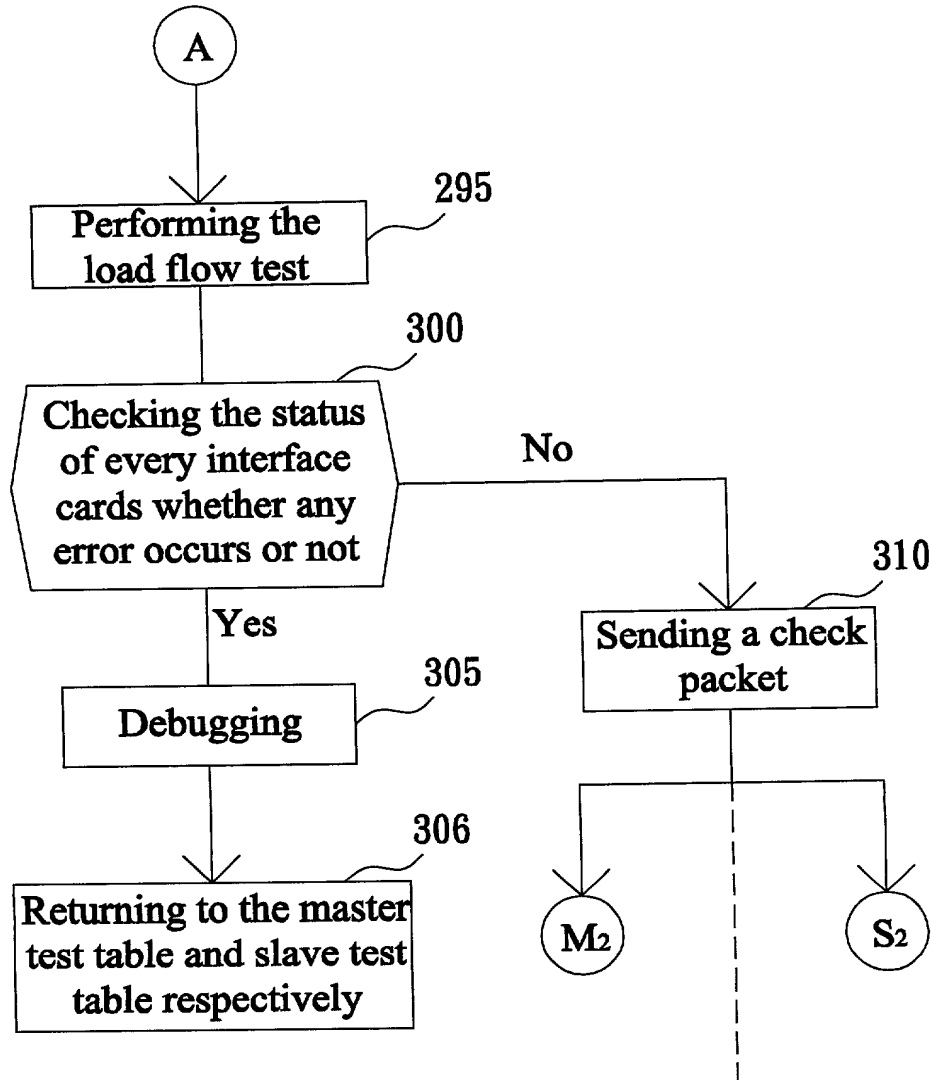 A
295
Performing the
load flow test
300
Checking the status
of every interface
cards whether any
error occurs or not
No
Yes
310
Sending a check
packet
305
Debugging
306
Returning to the master
test table and slave test
table respectively
M2
S2